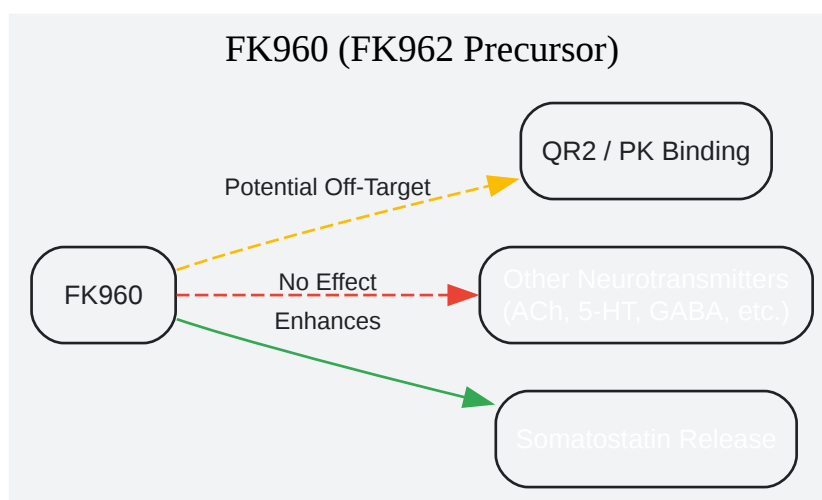 FK960 (FK962 Precursor)
QR2 / PK Binding
Potential Off-Target
FK960
No Effect
Other Neurotransmitters
(ACh, 5-HT, GABA, etc.)
Enhances
Somatostatin Release